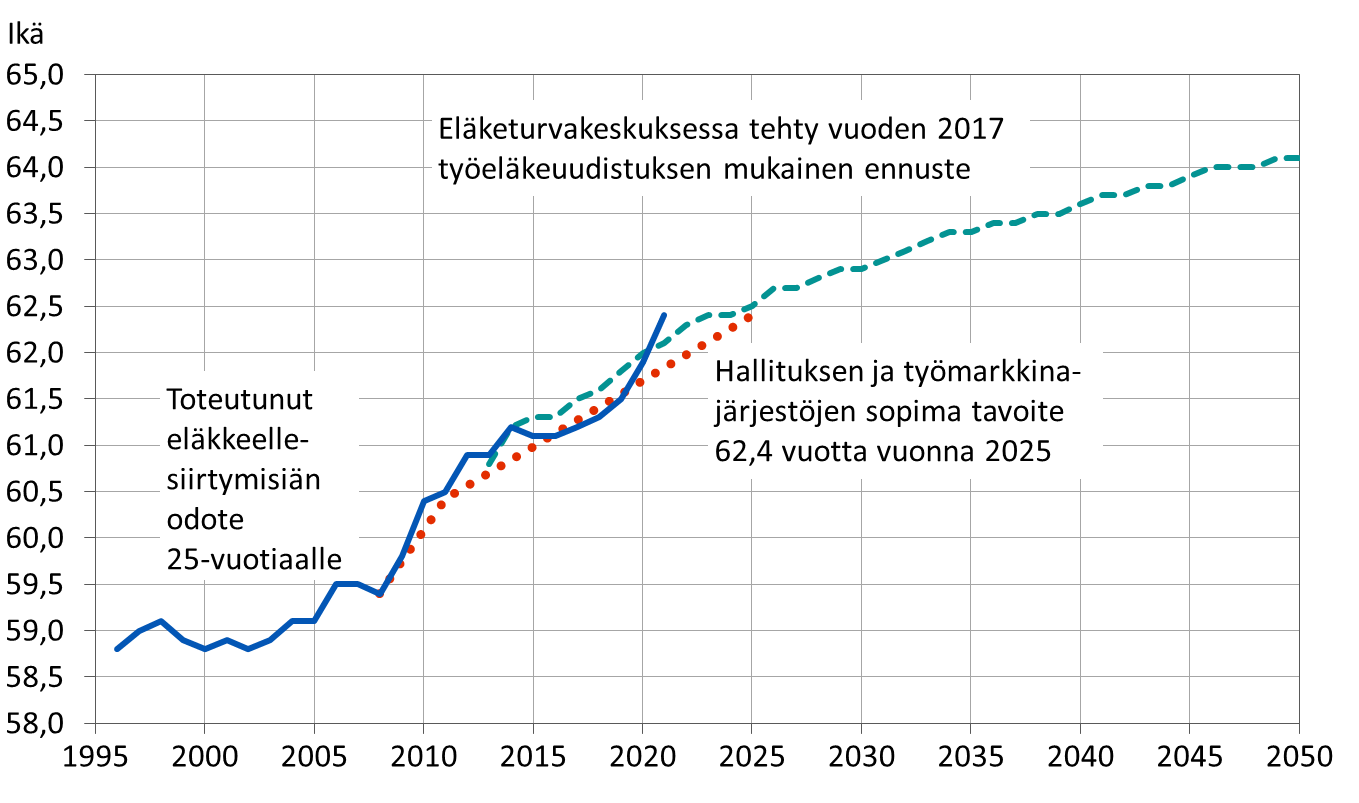 Ikä
65,0
64,5
64,0
63,5
63,0
62,5
62,0
61,5
61,0
60,5
60,0
59,5
59,0
58,5
58,0
Eläketurvakeskuksessa tehty vuoden 2017
työeläkeuudistuksen mukainen ennuste
Hallituksen ja työmarkkina-
järjestöjen sopima tavoite
62,4 vuotta vuonna 2025
Toteutunut
eläkkeelle-
siirtymisiän
odote
25-vuotiaalle
1995 2000 2005 2010 2015 2020 2025 2030 2035 2040 2045 2050